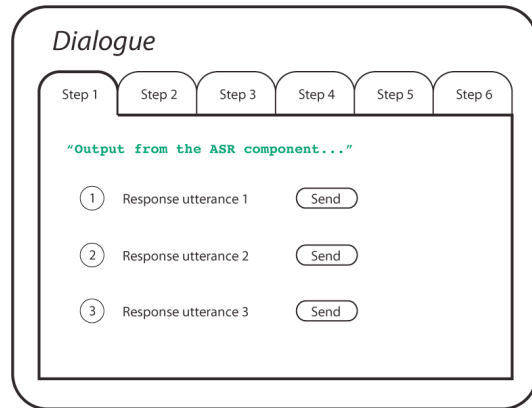 Dialogue
Step 1 Step 2 Step 3 Step 4 Step 5 Step 6
“Output from the ASR component...”
1 Response utterance 1 Send
2 Response utterance 2 Send
3 Response utterance 3 Send